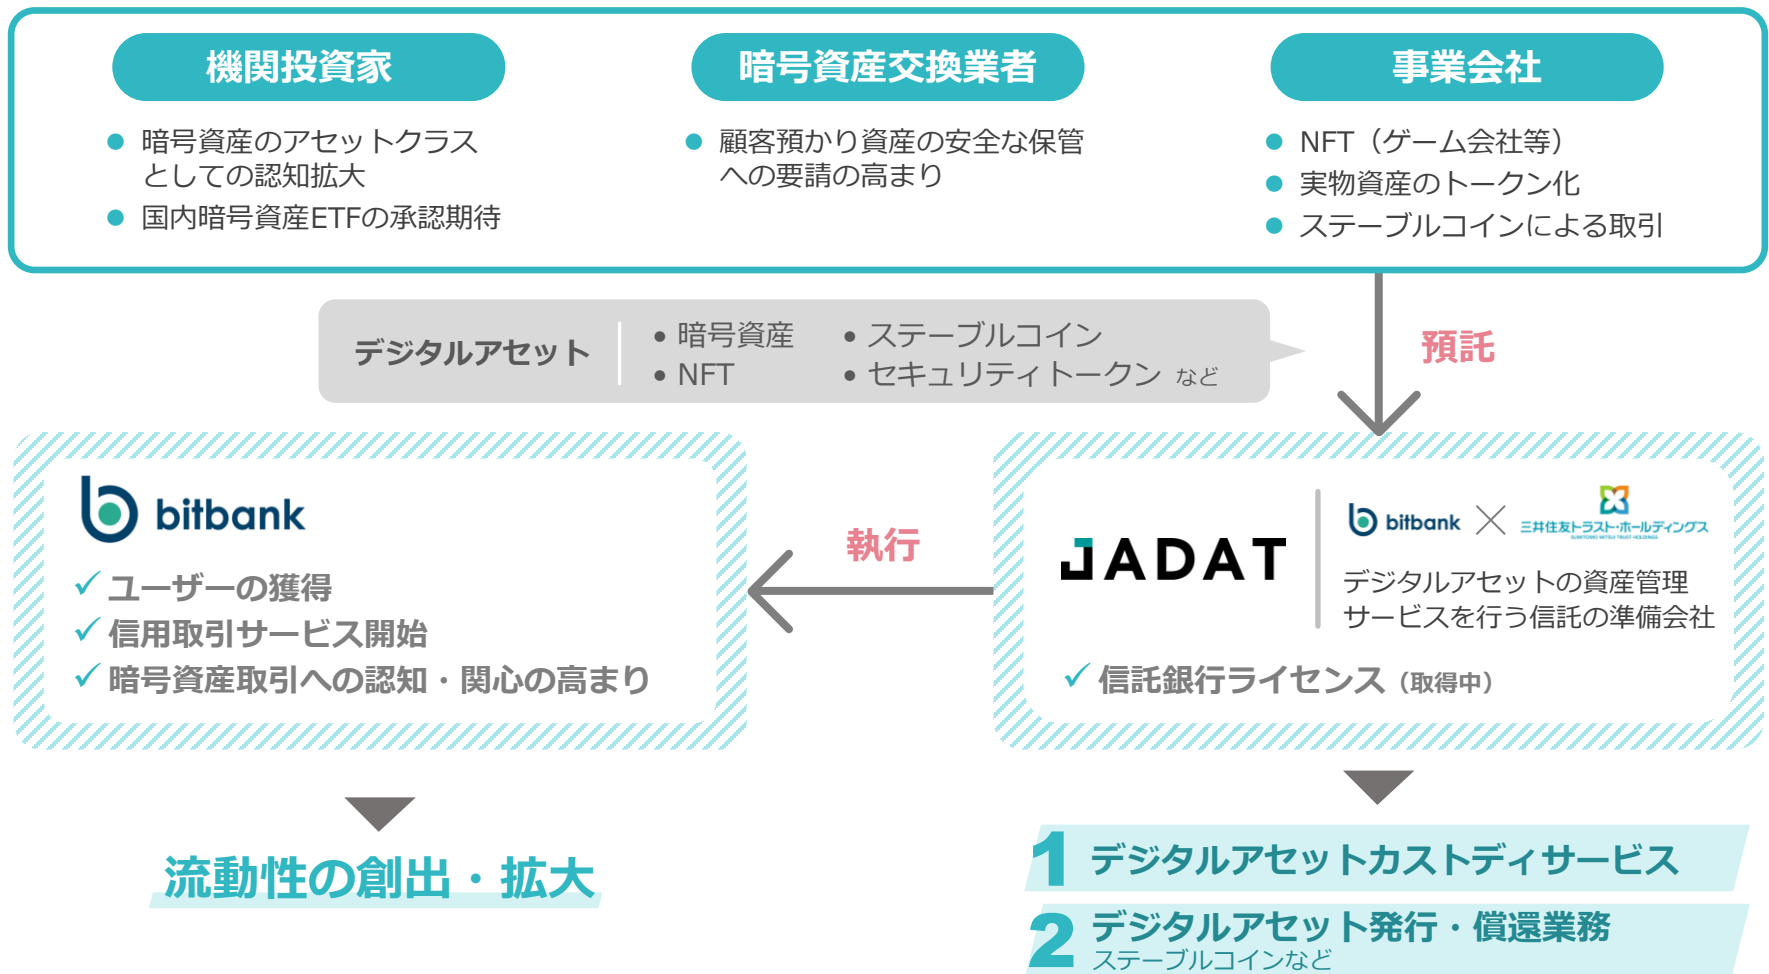 機関投資家
暗号資産のアセットクラス
としての認知拡大
国内暗号資産ETFの承認期待
暗号資産交換業者
顧客預かり資産の安全な保管
への要請の高まり
事業会社
NFT（ゲーム会社等）
実物資産のトークン化
ステーブルコインによる取引
デジタルアセット
暗号資産
ステーブルコイン
NFT
セキュリティトークン など
預託
bitbank
ユーザーの獲得
信用取引サービス開始
暗号資産取引への認知・関心の高まり
執行
JADAT
bitbank
三井住友トラスト・ホールディングス
SUMITOMO MITSUI TRUST HOLDINGS
デジタルアセットの資産管理
サービスを行う信託の準備会社
信託銀行ライセンス（取得中）
流動性の創出・拡大
1 デジタルアセットカストディサービス
2 デジタルアセット発行・償還業務
ステーブルコインなど